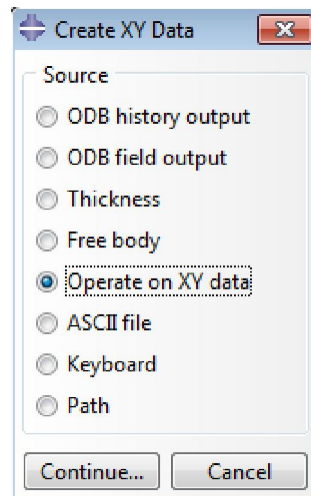 Create XY Data
Source
ODB history output
ODB field output
Thickness
Free body
Operate on XY data
ASCII file
Keyboard
Path
Continue... Cancel